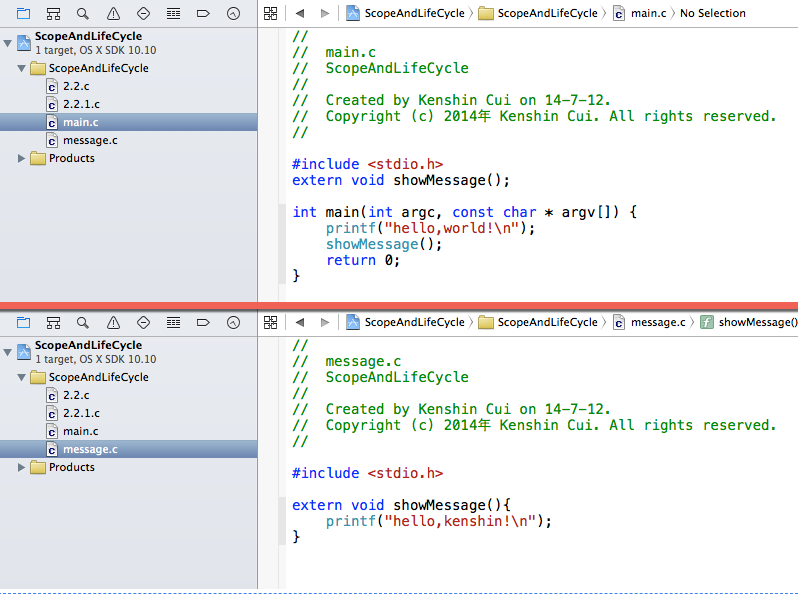 ScopeAndLifeCycle 〉 ScopeAndLifeCycle 〉 main.c 〉 No Selection
ScopeAndLifeCycle
1 target, OS X SDK 10.10
ScopeAndLifeCycle
2.2.c
2.2.1.c
main.c
message.c
Products
//
//  main.c
//  ScopeAndLifeCycle
//
//  Created by Kenshin Cui on 14-7-12.
//  Copyright (c) 2014年 Kenshin Cui. All rights reserved.
//
#include <stdio.h>
extern void showMessage();
int main(int argc, const char * argv[]) {
    printf("hello,world!\n");
    showMessage();
    return 0;
}
ScopeAndLifeCycle 〉 ScopeAndLifeCycle 〉 message.c 〉 f showMessage()
ScopeAndLifeCycle
1 target, OS X SDK 10.10
ScopeAndLifeCycle
2.2.c
2.2.1.c
main.c
message.c
Products
//
//  message.c
//  ScopeAndLifeCycle
//
//  Created by Kenshin Cui on 14-7-12.
//  Copyright (c) 2014年 Kenshin Cui. All rights reserved.
//
#include <stdio.h>
extern void showMessage(){
    printf("hello,kenshin!\n");
}